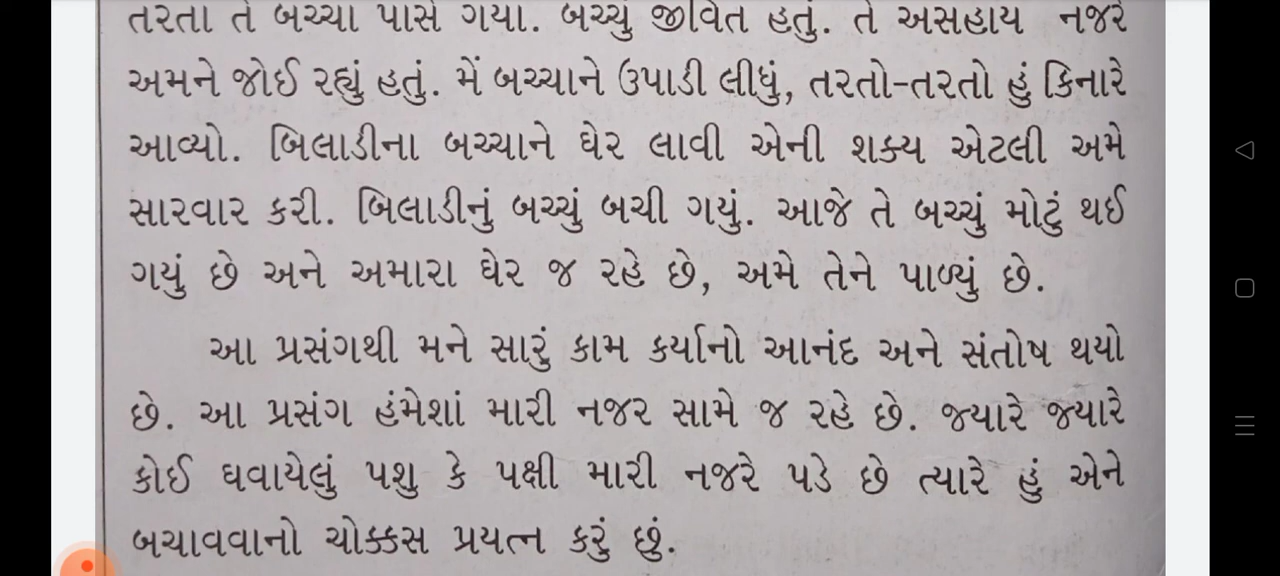 તરતા તે બચ્ચા પાસે ગયા. બચ્ચું જીવિત હતું. તે અસહાય નજરે
અમને જોઈ રહ્યું હતું. મેં બચ્ચાને ઉપાડી લીધું, તરતો-તરતો હું કિનારે
આવ્યો. બિલાડીના બચ્ચાને ઘેર લાવી એની શક્ય એટલી અમે
સારવાર કરી. બિલાડીનું બચ્ચું બચી ગયું. આજે તે બચ્ચું મોટું થઈ
ગયું છે અને અમારા ઘેર જ રહે છે, અમે તેને પાળ્યું છે.
આ પ્રસંગથી મને સારું કામ કર્યાનો આનંદ અને સંતોષ થયો
છે. આ પ્રસંગ હંમેશાં મારી નજર સામે જ રહે છે. જ્યારે જ્યારે
કોઈ ઘવાયેલું પશુ કે પક્ષી મારી નજરે પડે છે ત્યારે હું એને
બચાવવાનો ચોક્કસ પ્રયત્ન કરું છું.